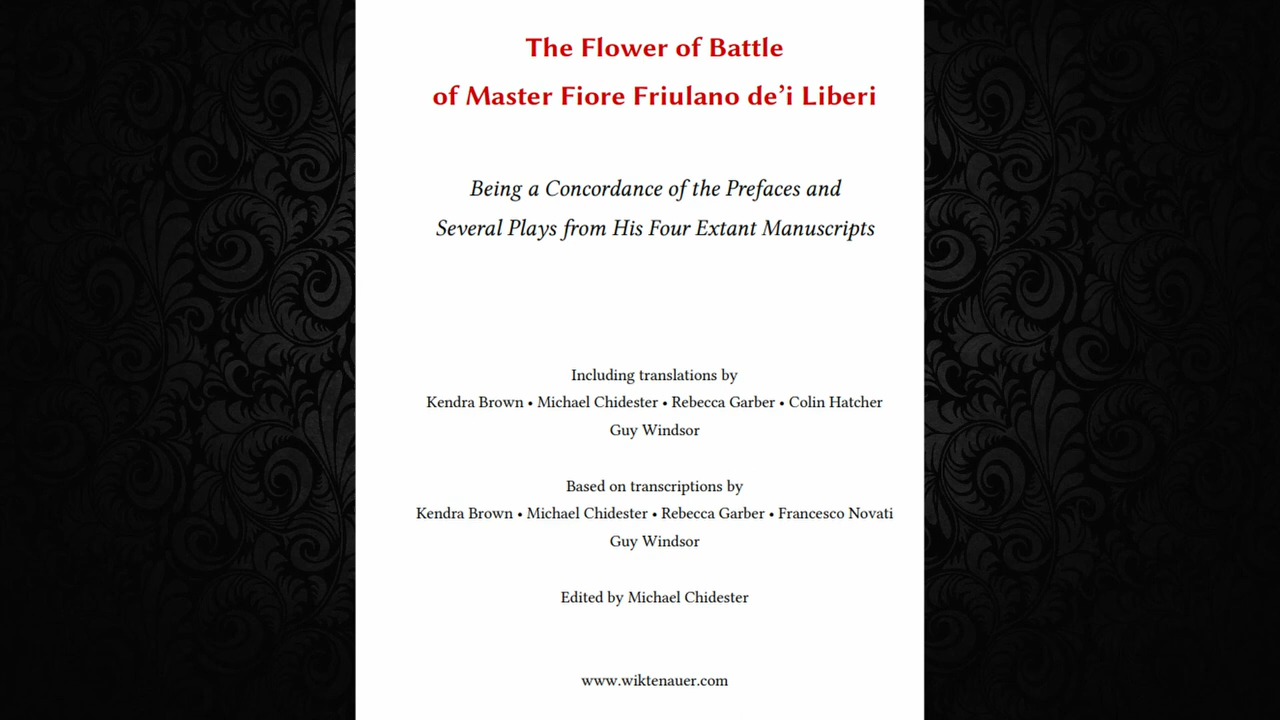 The Flower of Battle
of Master Fiore Friulano de’i Liberi
Being a Concordance of the Prefaces and
Several Plays from His Four Extant Manuscripts
Including translations by
Kendra Brown • Michael Chidester • Rebecca Garber • Colin Hatcher
Guy Windsor
Based on transcriptions by
Kendra Brown • Michael Chidester • Rebecca Garber • Francesco Novati
Guy Windsor
Edited by Michael Chidester
www.wiktenauer.com